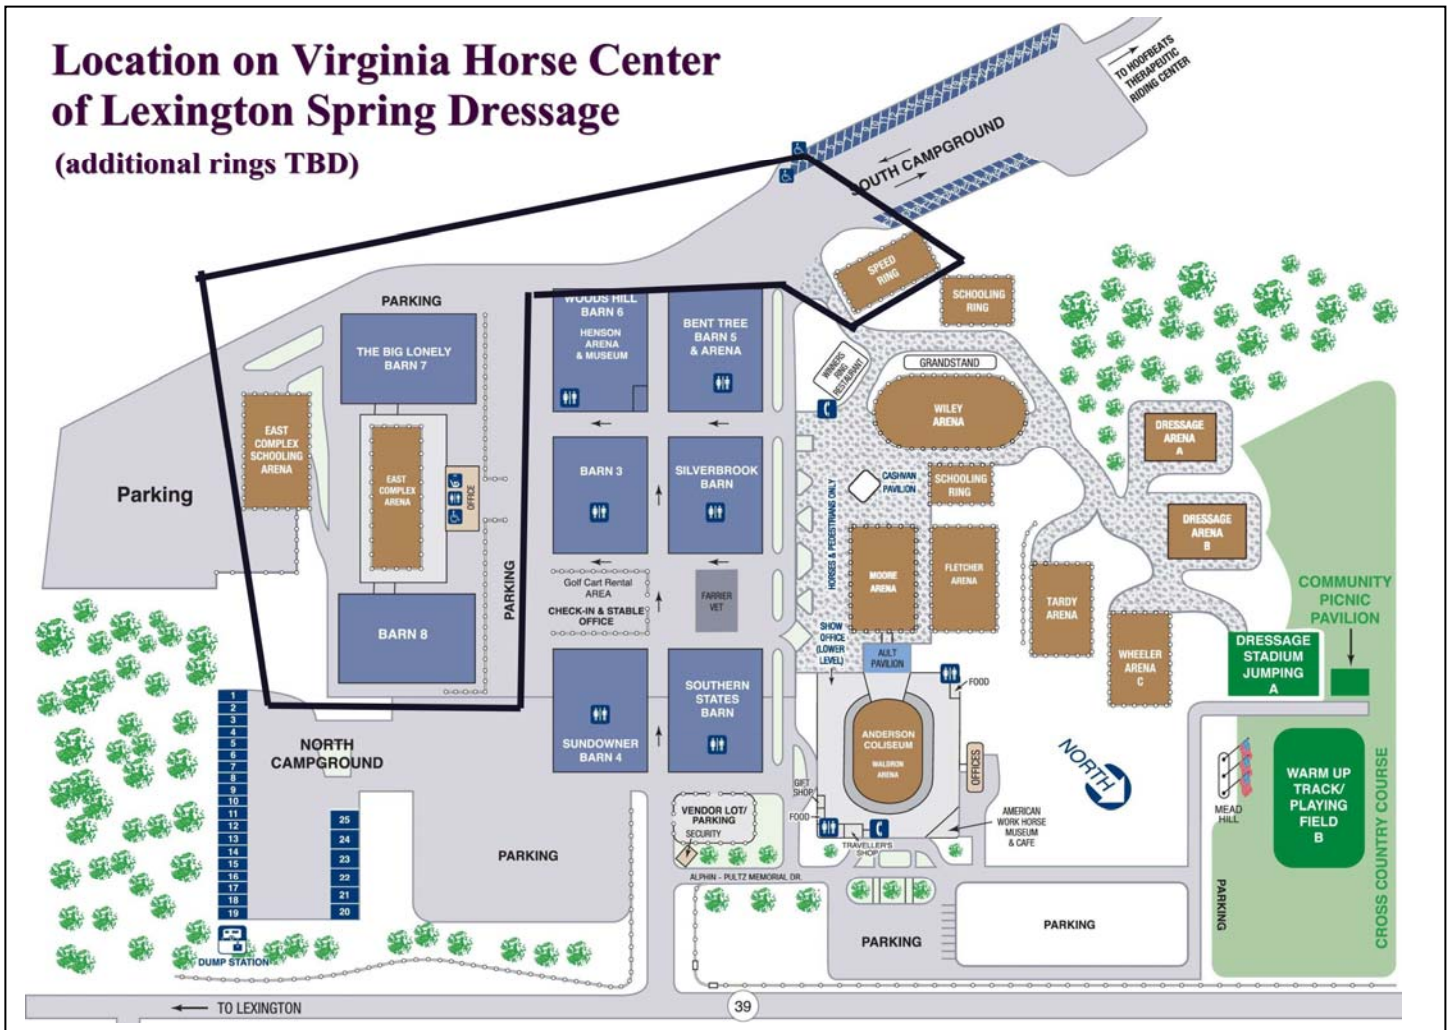 Location on Virginia Horse Center
of Lexington Spring Dressage
(additional rings TBD)
TO HOOFBEATS
THERAPEUTIC
RIDING CENTER
SOUTH CAMPGROUND
SPEED
RING
SCHOOLING
RING
PARKING
WOODS HILL
BARN 6
HENSON
ARENA
& MUSEUM
BENT TREE
BARN 5
& ARENA
THE BIG LONELY
BARN 7
WINNERS
RING
RESTAURANT
GRANDSTAND
WILEY
ARENA
DRESSAGE
ARENA
A
EAST
COMPLEX
SCHOOLING
ARENA
EAST
COMPLEX
ARENA
OFFICE
Parking
BARN 3
SILVERBROOK
BARN
HORSES & PEDESTRIANS ONLY
CASHVAN
PAVILION
SCHOOLING
RING
DRESSAGE
ARENA
B
PARKING
Golf Cart Rental
AREA
CHECK-IN & STABLE
OFFICE
FARRIER
VET
MOORE
ARENA
FLETCHER
ARENA
TARDY
ARENA
COMMUNITY
PICNIC
PAVILION
BARN 8
SHOW
OFFICE
(LOWER
LEVEL)
AULT
PAVILION
WHEELER
ARENA
C
DRESSAGE
STADIUM
JUMPING
A
FOOD
SOUTHERN
STATES
BARN
SUNDOWNER
BARN 4
ANDERSON
COLISEUM
WALDRON
ARENA
OFFICES
NORTH
NORTH
CAMPGROUND
1
2
3
4
5
6
7
8
9
10
11
12
13
14
15
16
17
18
19
25
24
23
22
21
20
PARKING
VENDOR LOT/
PARKING
SECURITY
GIFT
SHOP
FOOD
TRAVELLER'S
SHOP
AMERICAN
WORK HORSE
MUSEUM
& CAFE
MEAD
HILL
WARM UP
TRACK/
PLAYING
FIELD
B
CROSS COUNTRY COURSE
PARKING
ALPHIN - PULTZ MEMORIAL DR.
PARKING
PARKING
DUMP STATION
TO LEXINGTON
39